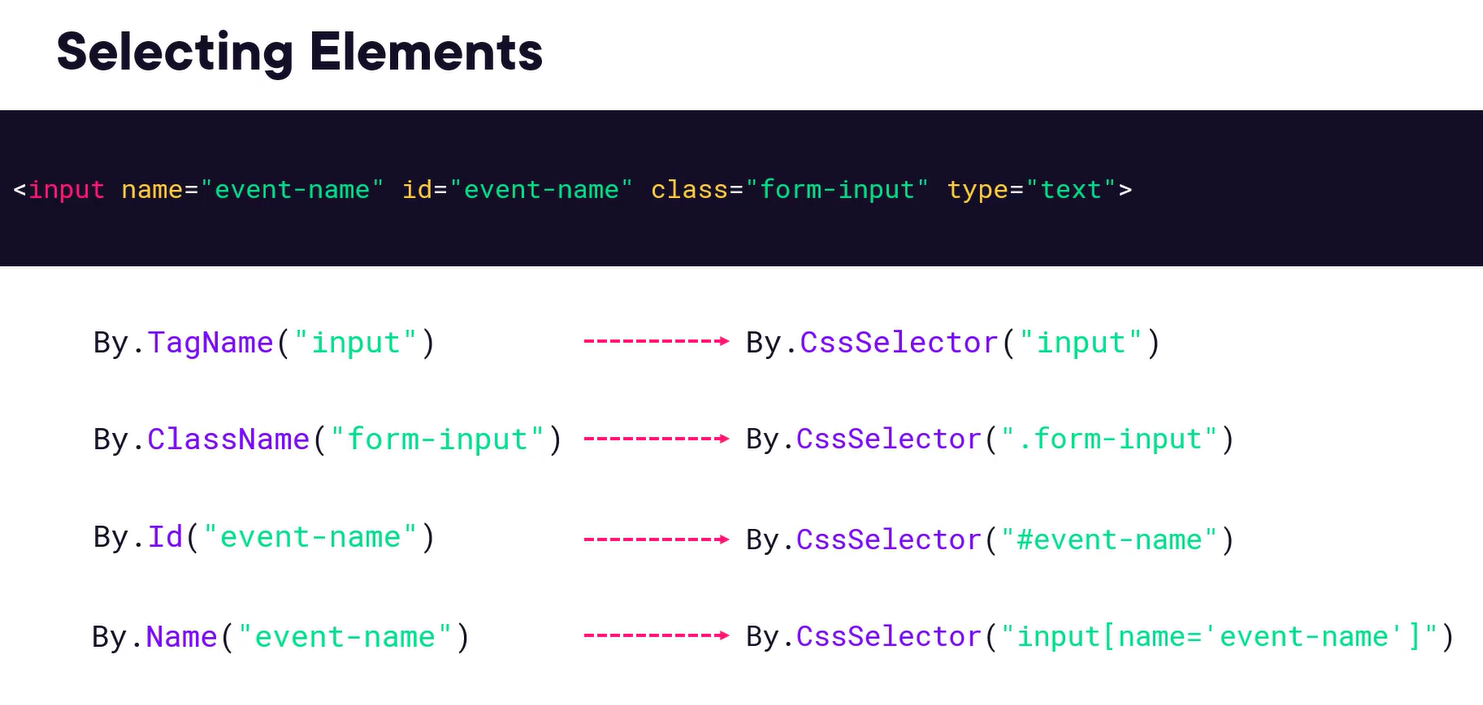 Selecting Elements
<input name="event-name" id="event-name" class="form-input" type="text">
By.TagName("input") By.CssSelector("input")
By.ClassName("form-input") By.CssSelector(".form-input")
By.Id("event-name") By.CssSelector("#event-name")
By.Name("event-name") By.CssSelector("input[name='event-name']")